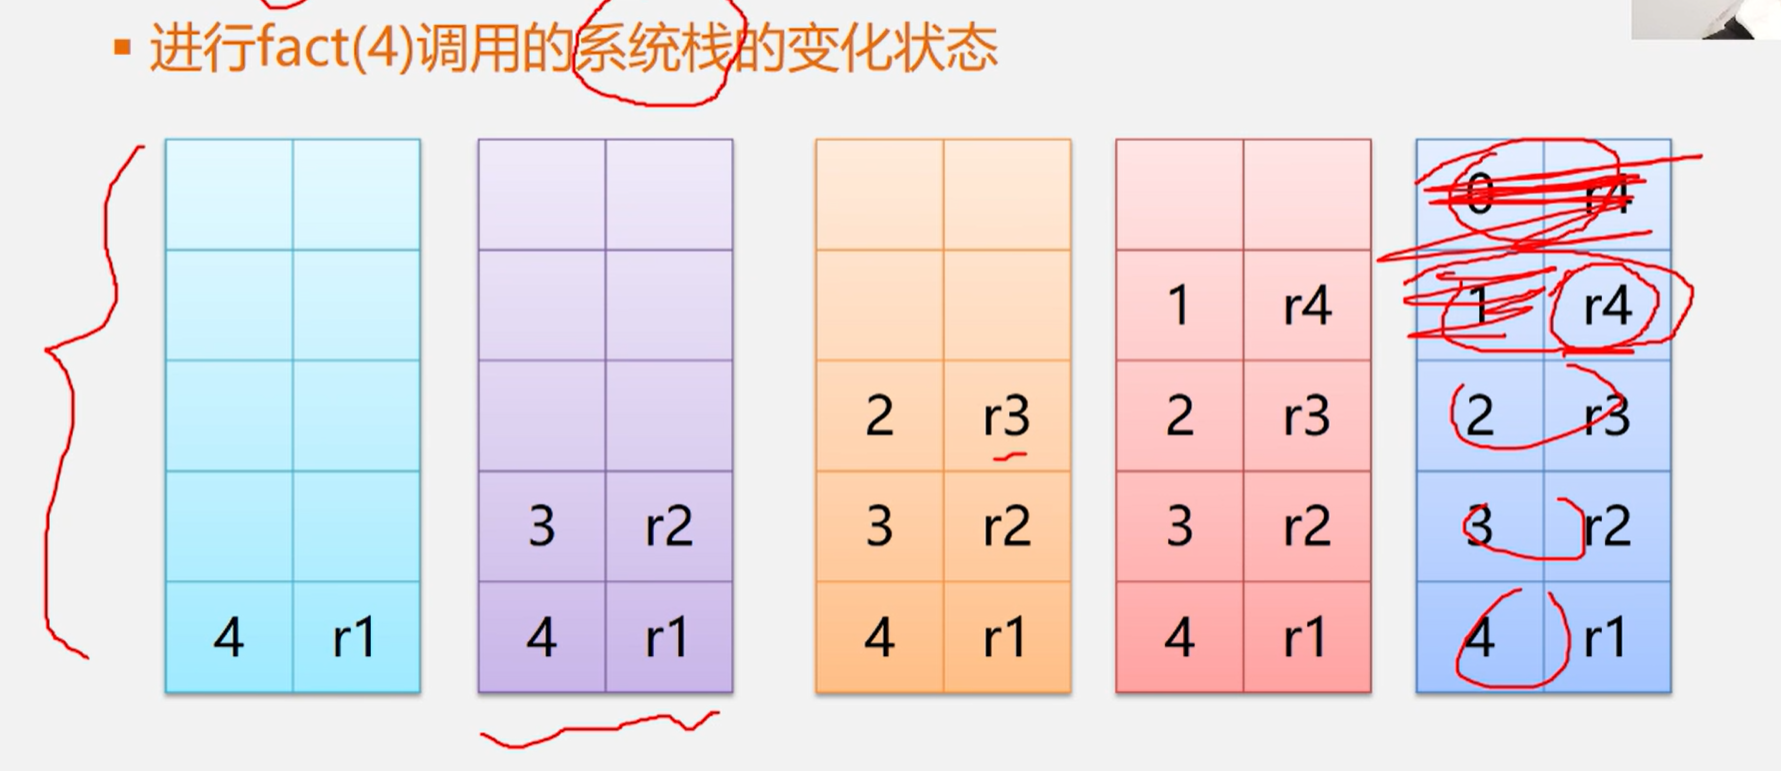 ▪ 进行fact(4)调用的系统栈的变化状态
0 r4
1 r4 1 r4
2 r3 2 r3 2 r3
3 r2 3 r2 3 r2 3 r2
4 r1 4 r1 4 r1 4 r1 4 r1